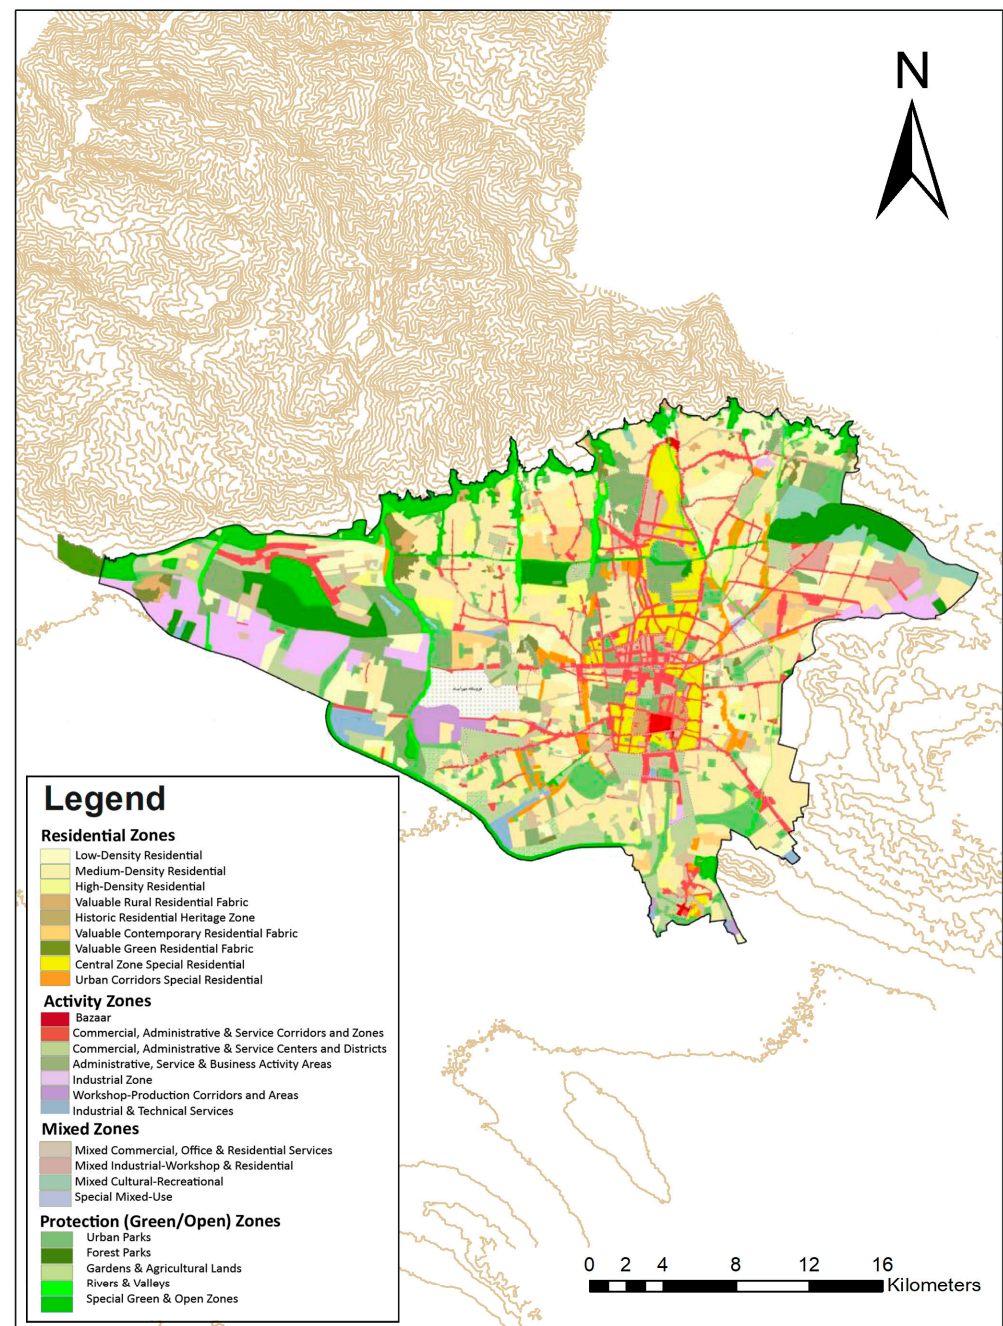 N
Legend
Residential Zones
Low-Density Residential
Medium-Density Residential
High-Density Residential
Valuable Rural Residential Fabric
Historic Residential Heritage Zone
Valuable Contemporary Residential Fabric
Valuable Green Residential Fabric
Central Zone Special Residential
Urban Corridors Special Residential
Activity Zones
Bazaar
Commercial, Administrative & Service Corridors and Zones
Commercial, Administrative & Service Centers and Districts
Administrative, Service & Business Activity Areas
Industrial Zone
Workshop-Production Corridors and Areas
Industrial & Technical Services
Mixed Zones
Mixed Commercial, Office & Residential Services
Mixed Industrial-Workshop & Residential
Mixed Cultural-Recreational
Special Mixed-Use
Protection (Green/Open) Zones
Urban Parks
Forest Parks
Gardens & Agricultural Lands
Rivers & Valleys
Special Green & Open Zones
0 2 4 8 12 16
Kilometers